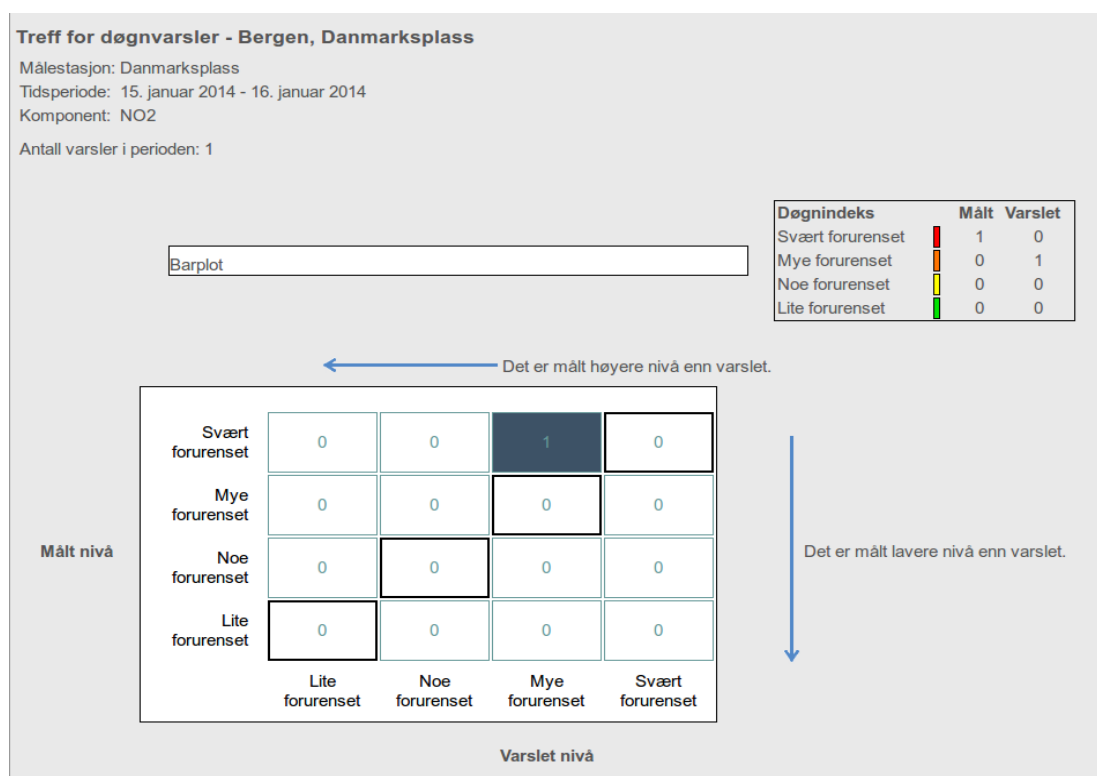 Treff for døgnvarsler - Bergen, Danmarksplass
Målestasjon: Danmarksplass
Tidsperiode: 15. januar 2014 - 16. januar 2014
Komponent: NO2
Antall varsler i perioden: 1
Døgnindeks Målt Varslet
Svært forurenset 1 0
Mye forurenset 0 1
Noe forurenset 0 0
Lite forurenset 0 0
Barplot
Det er målt høyere nivå enn varslet.
Svært
forurenset 0 0 1 0
Mye
forurenset 0 0 0 0
Målt nivå
Noe
forurenset 0 0 0 0
Det er målt lavere nivå enn varslet.
Lite
forurenset 0 0 0 0
Lite Noe Mye Svært
forurenset forurenset forurenset forurenset
Varslet nivå